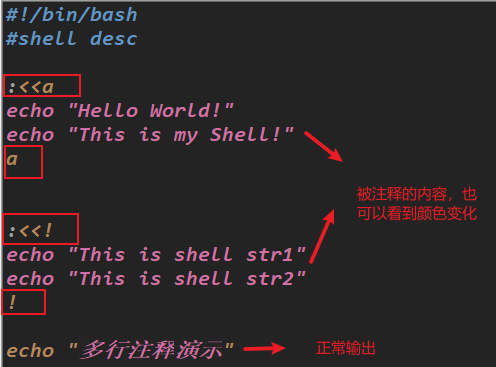 #!/bin/bash
#shell desc
:<<a
echo "Hello World!"
echo "This is my Shell!"
a
被注释的内容，也
可以看到颜色变化
:<<!
echo "This is shell str1"
echo "This is shell str2"
!
echo "多行注释演示"
正常输出